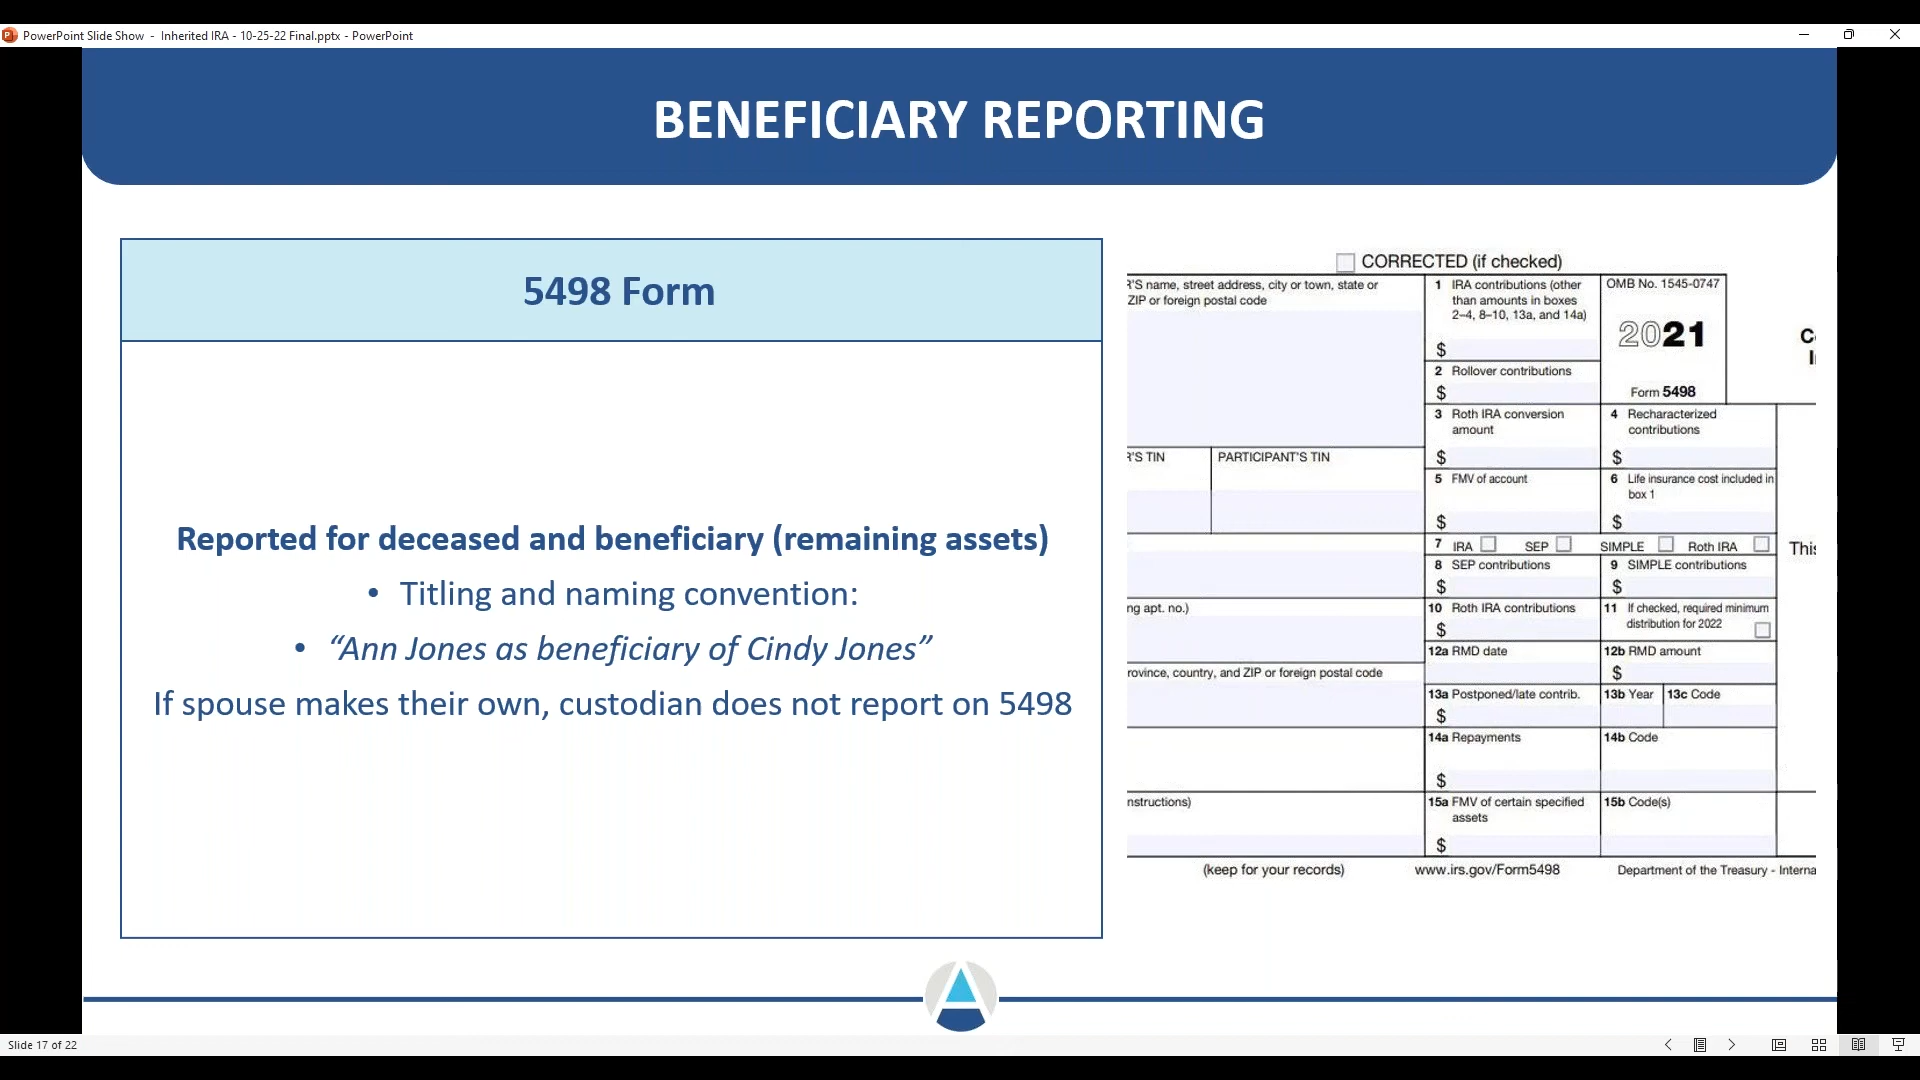 PowerPoint Slide Show - Inherited IRA - 10-25-22 Final.pptx - PowerPoint
BENEFICIARY REPORTING
5498 Form
Reported for deceased and beneficiary (remaining assets)
• Titling and naming convention:
• “Ann Jones as beneficiary of Cindy Jones”
If spouse makes their own, custodian does not report on 5498
CORRECTED (if checked)
R'S name, street address, city or town, state or
ZIP or foreign postal code
1 IRA contributions (other
than amounts in boxes
2–4, 8–10, 13a, and 14a)
$
OMB No. 1545-0747
2021
Form 5498
2 Rollover contributions
$
3 Roth IRA conversion
amount
$
4 Recharacterized
contributions
$
R'S TIN
PARTICIPANT'S TIN
5 FMV of account
$
6 Life insurance cost included in
box 1
$
7 IRA SEP SIMPLE Roth IRA
This
8 SEP contributions
$
9 SIMPLE contributions
$
ng apt. no.)
10 Roth IRA contributions
$
11 If checked, required minimum
distribution for 2022
12a RMD date
12b RMD amount
$
rovince, country, and ZIP or foreign postal code
13a Postponed/late contrib.
$
13b Year
13c Code
14a Repayments
$
14b Code
nstructions)
15a FMV of certain specified
assets
$
15b Code(s)
(keep for your records)
www.irs.gov/Form5498
Department of the Treasury - Interna
Slide 17 of 22